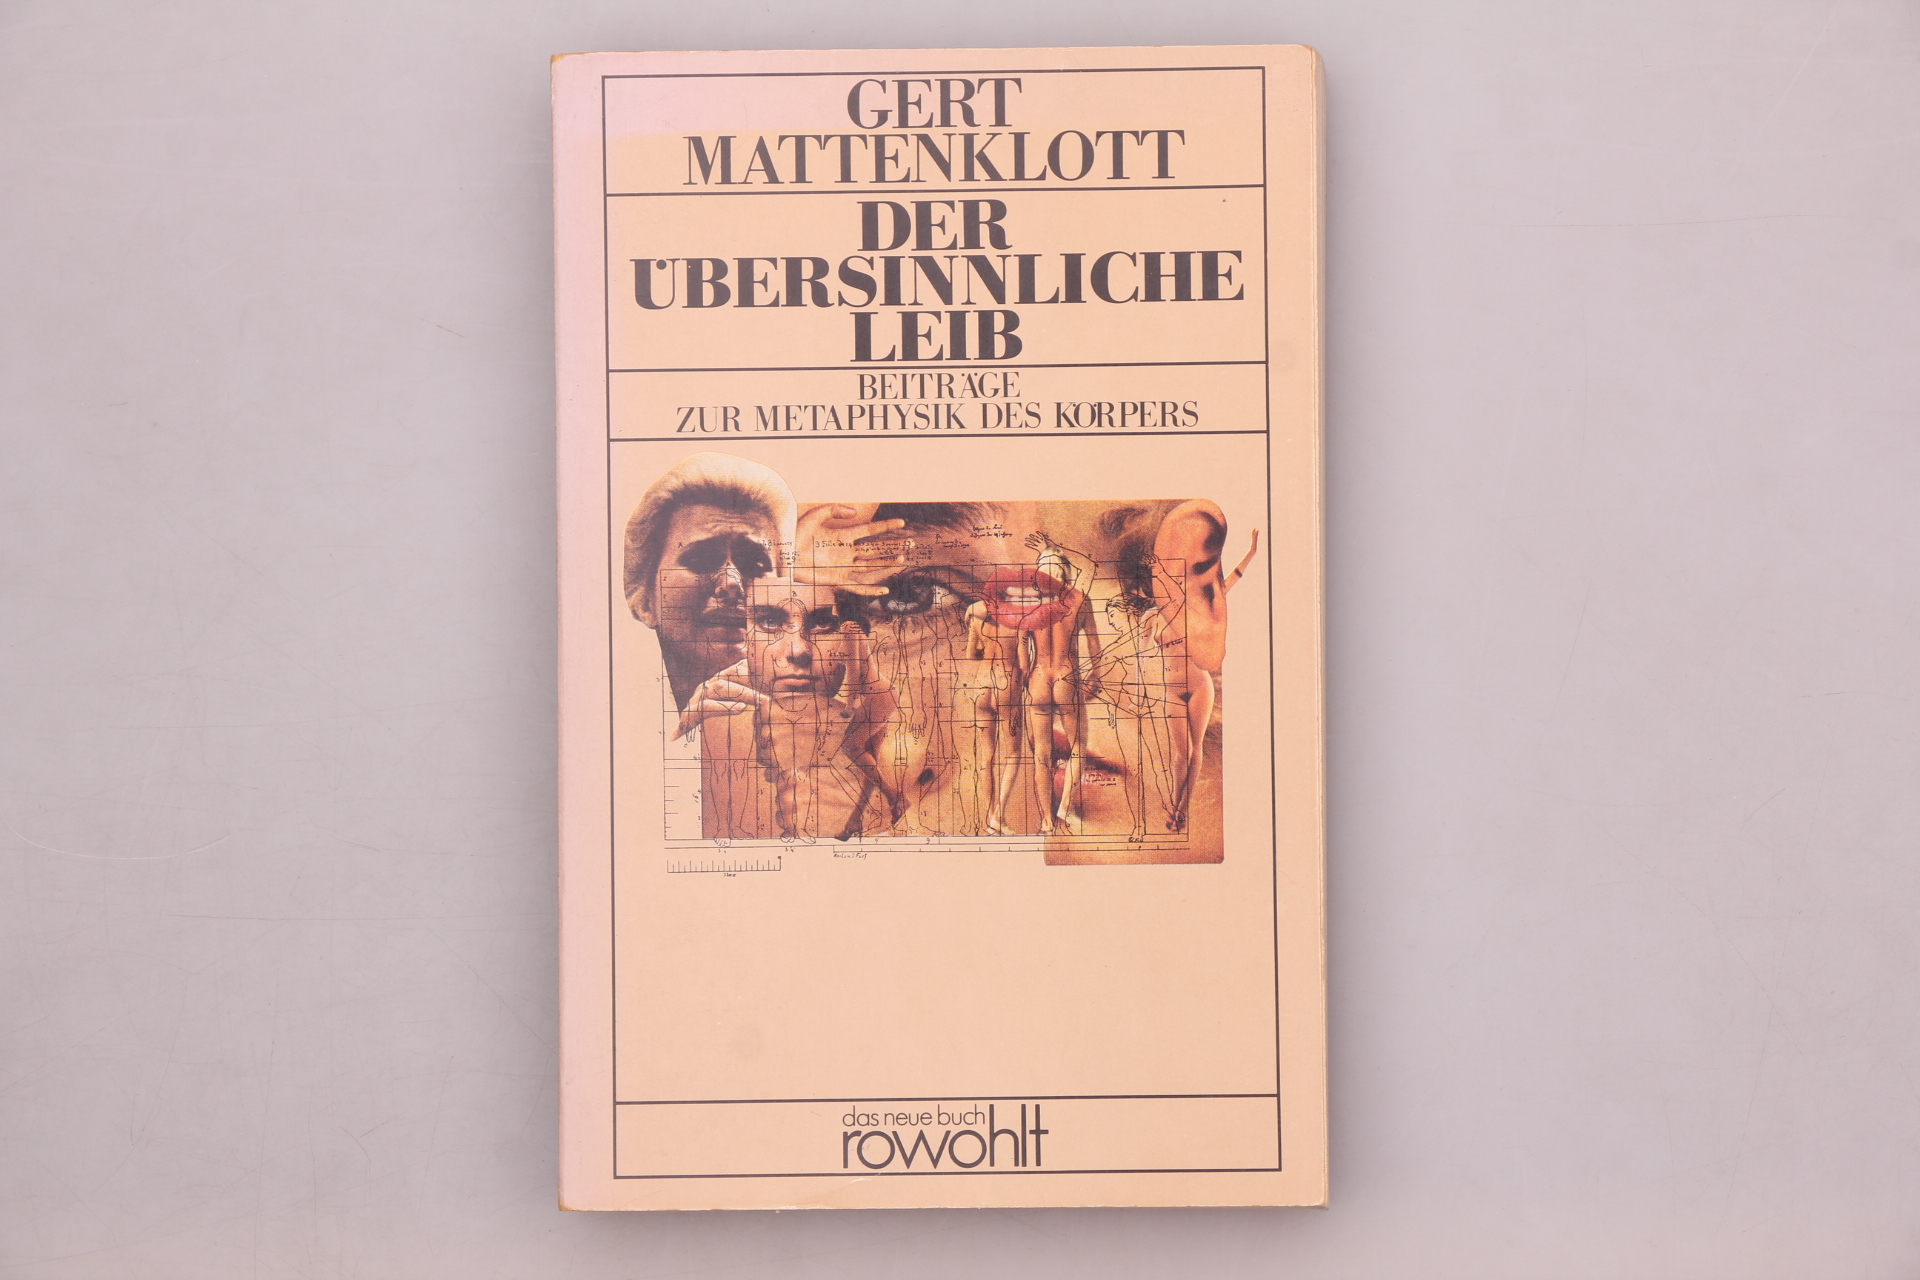 GERT
MATTENKLOTT
DER
ÜBERSINNLICHE
LEIB
BEITRÄGE
ZUR METAPHYSIK DES KÖRPERS
das neue buch
rowohlt